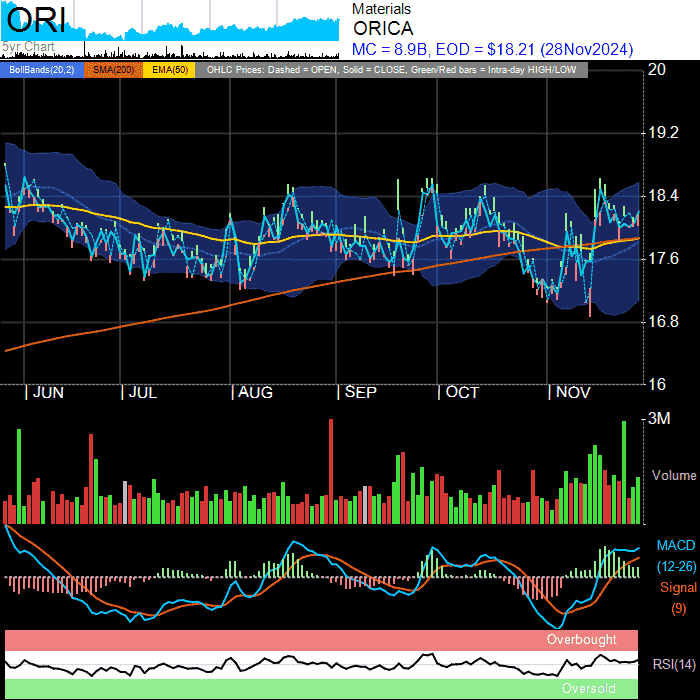 ORI
5yr Chart
Materials
ORICA
MC = 8.9B, EOD = $18.21 (28Nov2024)
BollBands(20,2) SMA(200) EMA(50) OHLC Prices: Dashed = OPEN, Solid = CLOSE, Green/Red bars = Intra-day HIGH/LOW
20
19.2
18.4
17.6
16.8
16
| JUN | JUL | AUG | SEP | OCT | NOV
3M
Volume
MACD
(12-26)
Signal
(9)
Overbought
RSI(14)
Oversold